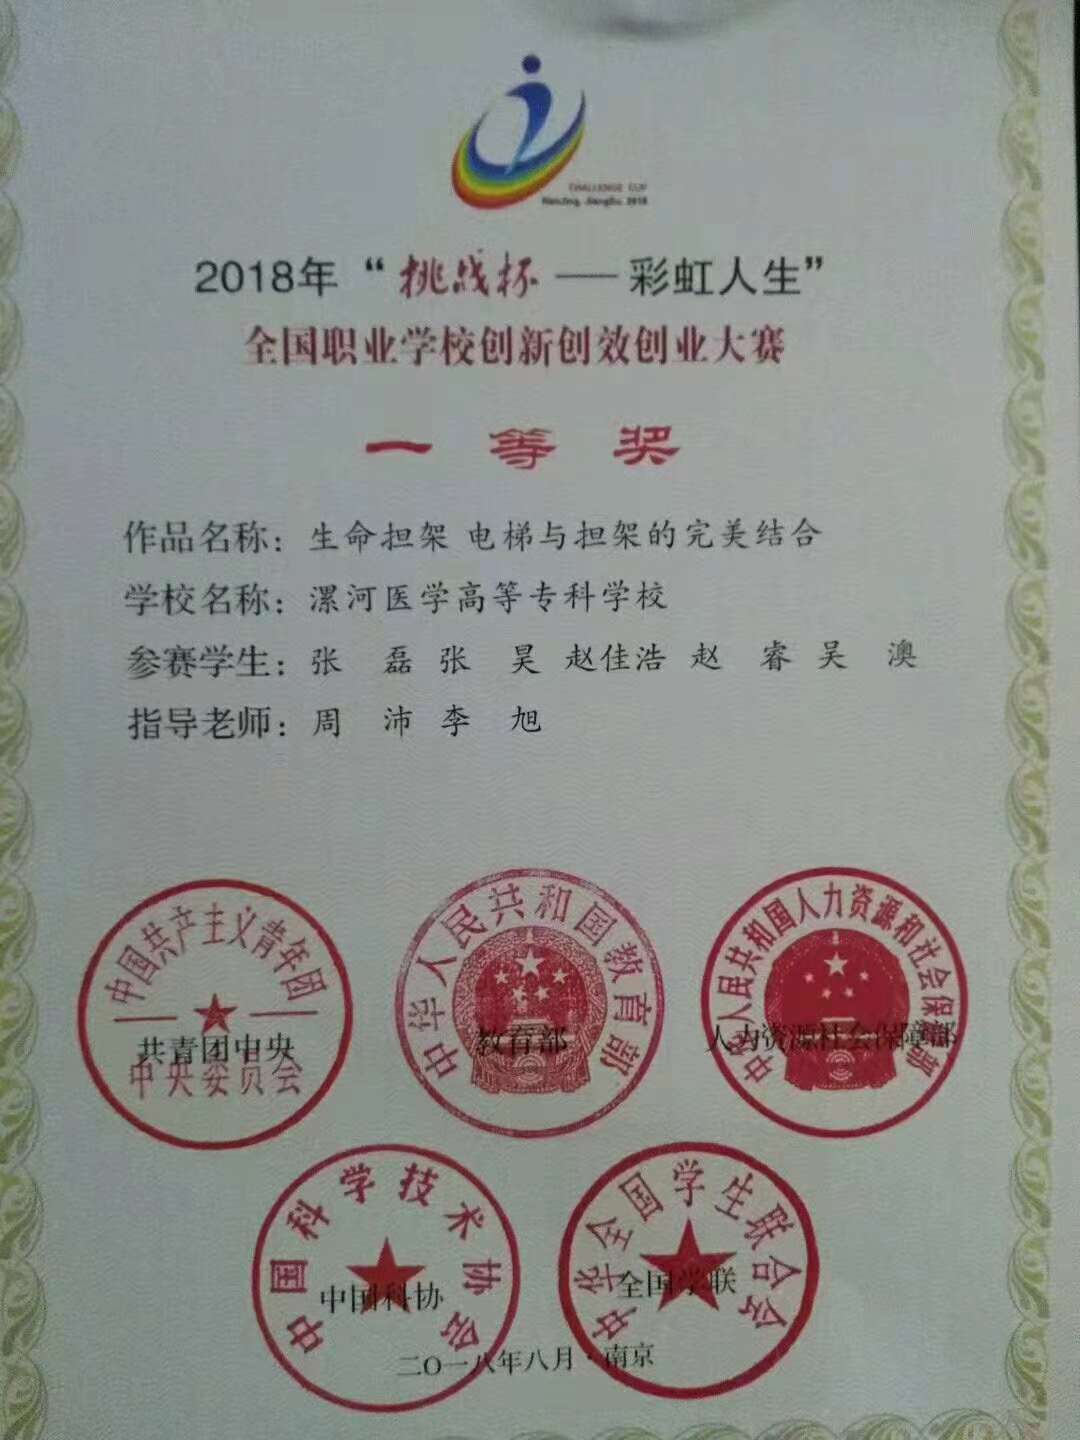 CHALLENGE CUP
NanJing, JiangSu, 2018
2018年“挑战杯——彩虹人生”
全国职业学校创新创效创业大赛
一等奖
作品名称：生命担架 电梯与担架的完美结合
学校名称：漯河医学高等专科学校
参赛学生：张 磊 张 昊 赵佳浩 赵 睿 吴 澳
指导老师：周 沛 李 旭
中国共产主义青年团
中央委员会
共青团中央
中华人民共和国教育部
教育部
中华人民共和国人力资源和社会保障部
人力资源社会保障部
中国科学技术协会
中国科协
中华全国学生联合会
全国学联
二〇一八年八月·南京